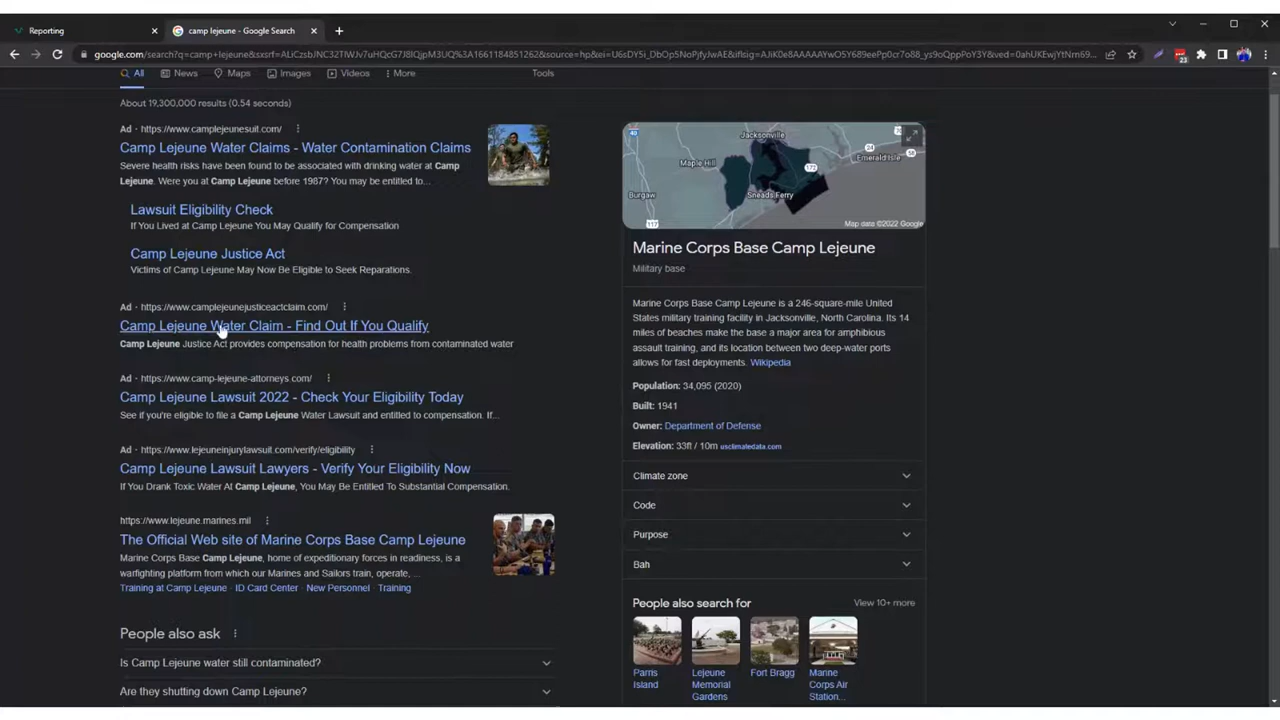 Reporting
camp lejeune - Google Search
All
News
Maps
Images
Videos
More
Tools
About 19,300,000 results (0.54 seconds)
Ad · https://www.camplejeunesuit.com/
Camp Lejeune Water Claims - Water Contamination Claims
Severe health risks have been found to be associated with drinking water at Camp
Lejeune. Were you at Camp Lejeune before 1987? You may be entitled to...
Lawsuit Eligibility Check
If You Lived at Camp Lejeune You May Qualify for Compensation
Camp Lejeune Justice Act
Victims of Camp Lejeune May Now Be Eligible to Seek Reparations.
Ad · https://www.camplejeunejusticeactclaim.com/
Camp Lejeune Water Claim - Find Out If You Qualify
Camp Lejeune Justice Act provides compensation for health problems from contaminated water
Ad · https://www.camp-lejeune-attorneys.com/
Camp Lejeune Lawsuit 2022 - Check Your Eligibility Today
See if you're eligible to file a Camp Lejeune Water Lawsuit and entitled to compensation. If...
Ad · https://www.lejeuneinjurylawsuit.com/verify/eligibility
Camp Lejeune Lawsuit Lawyers - Verify Your Eligibility Now
If You Drank Toxic Water At Camp Lejeune, You May Be Entitled To Substantial Compensation.
https://www.lejeune.marines.mil
The Official Web site of Marine Corps Base Camp Lejeune
Marine Corps Base Camp Lejeune, home of expeditionary forces in readiness, is a
warfighting platform from which our Marines and Sailors train, operate, ...
Training at Camp Lejeune · ID Card Center · New Personnel · Training
People also ask
Is Camp Lejeune water still contaminated?
Are they shutting down Camp Lejeune?
40
Jacksonville
24
Emerald Isle
Maple Hill
172
Burgaw
Sneads Ferry
117
Map data ©2022 Google
Marine Corps Base Camp Lejeune
Military base
Marine Corps Base Camp Lejeune is a 246-square-mile United
States military training facility in Jacksonville, North Carolina. Its 14
miles of beaches make the base a major area for amphibious
assault training, and its location between two deep-water ports
allows for fast deployments. Wikipedia
Population: 34,095 (2020)
Built: 1941
Owner: Department of Defense
Elevation: 33ft / 10m usclimatedata.com
Climate zone
Code
Purpose
Bah
People also search for
View 10+ more
Parris
Island
Lejeune
Memorial
Gardens
Fort Bragg
Marine
Corps Air
Station...